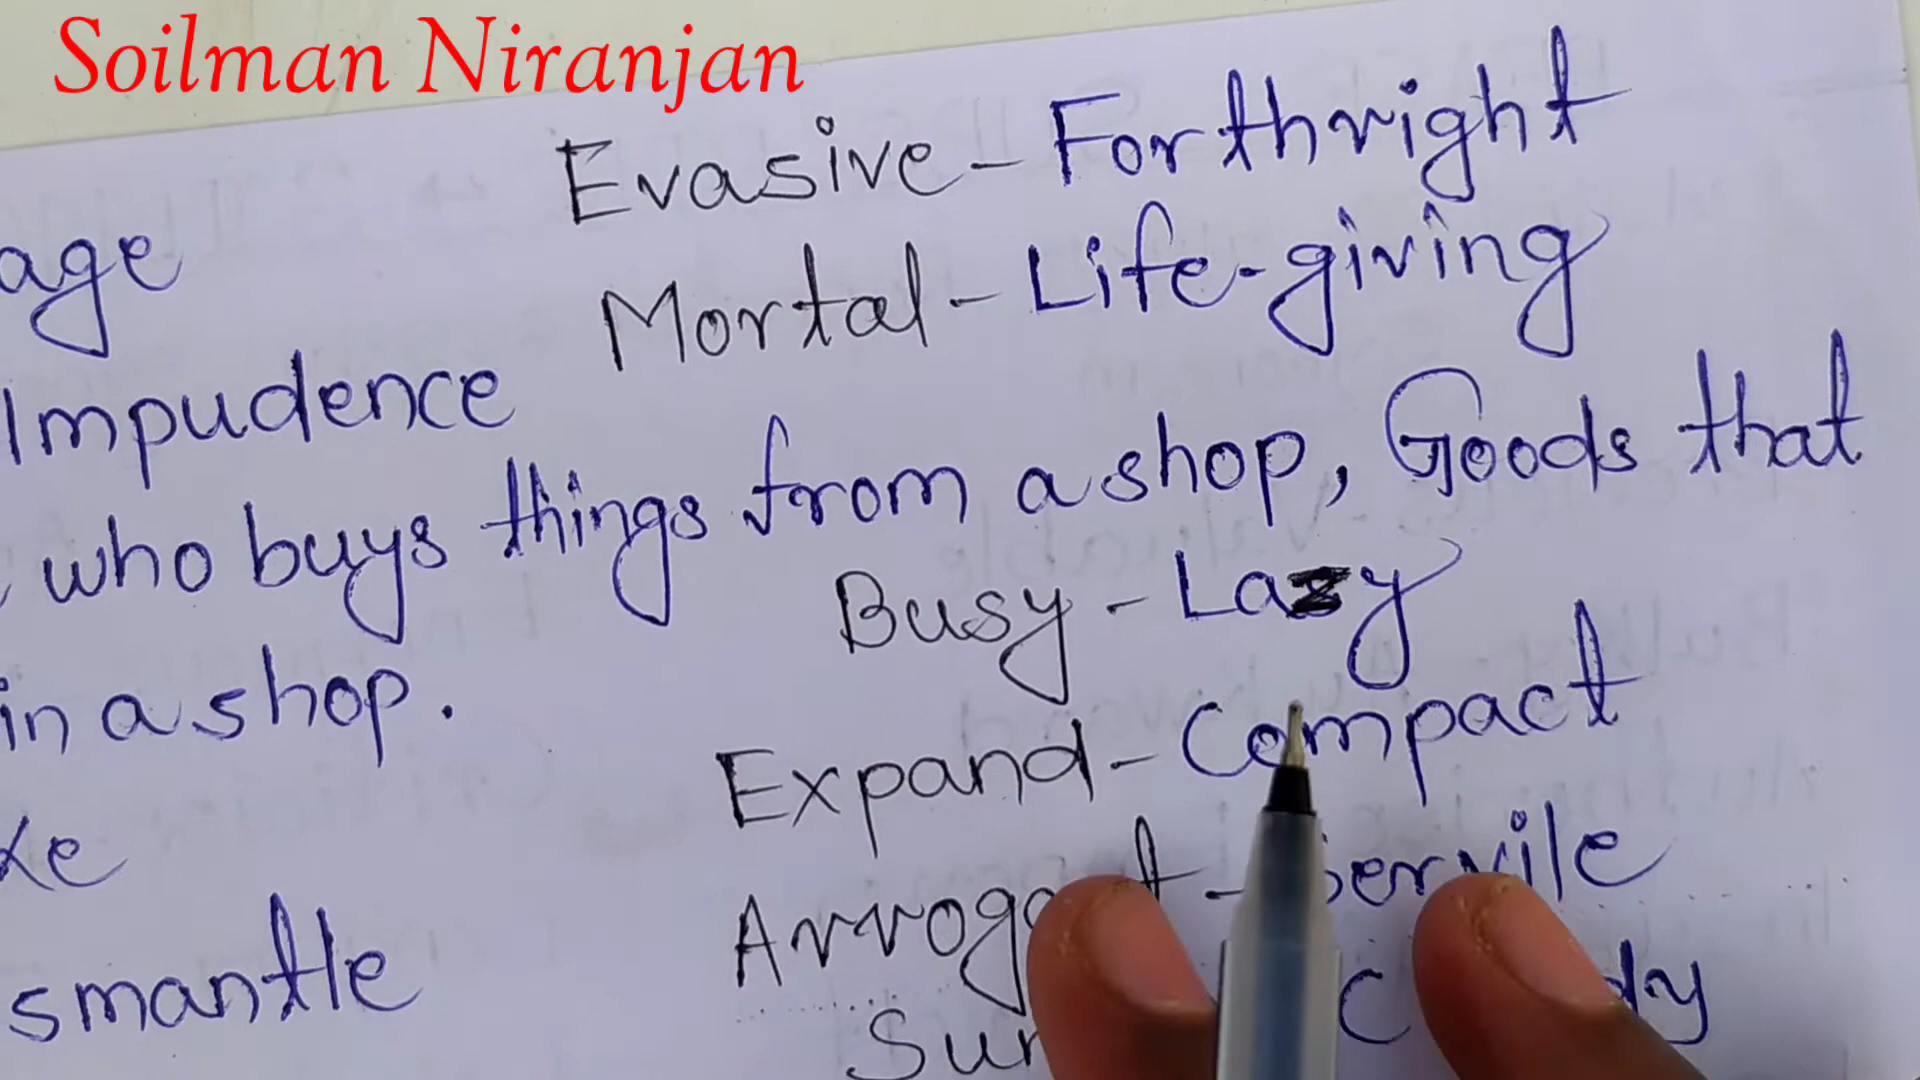 Soilman Niranjan
Evasive - Forthright
age
Mortal - Life-giving
Impudence
who buys things from a shop, Goods that
Busy - Lazy
in a shop.
Expand - Compact
Servile
smantle